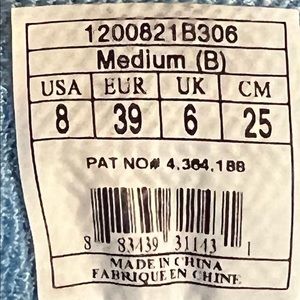 1200821B306
Medium (B)
USA EUR UK CM
8 39 6 25
PAT NO# 4,364,188
8 83439 31143 1
MADE IN CHINA
FABRIQUE EN CHINE